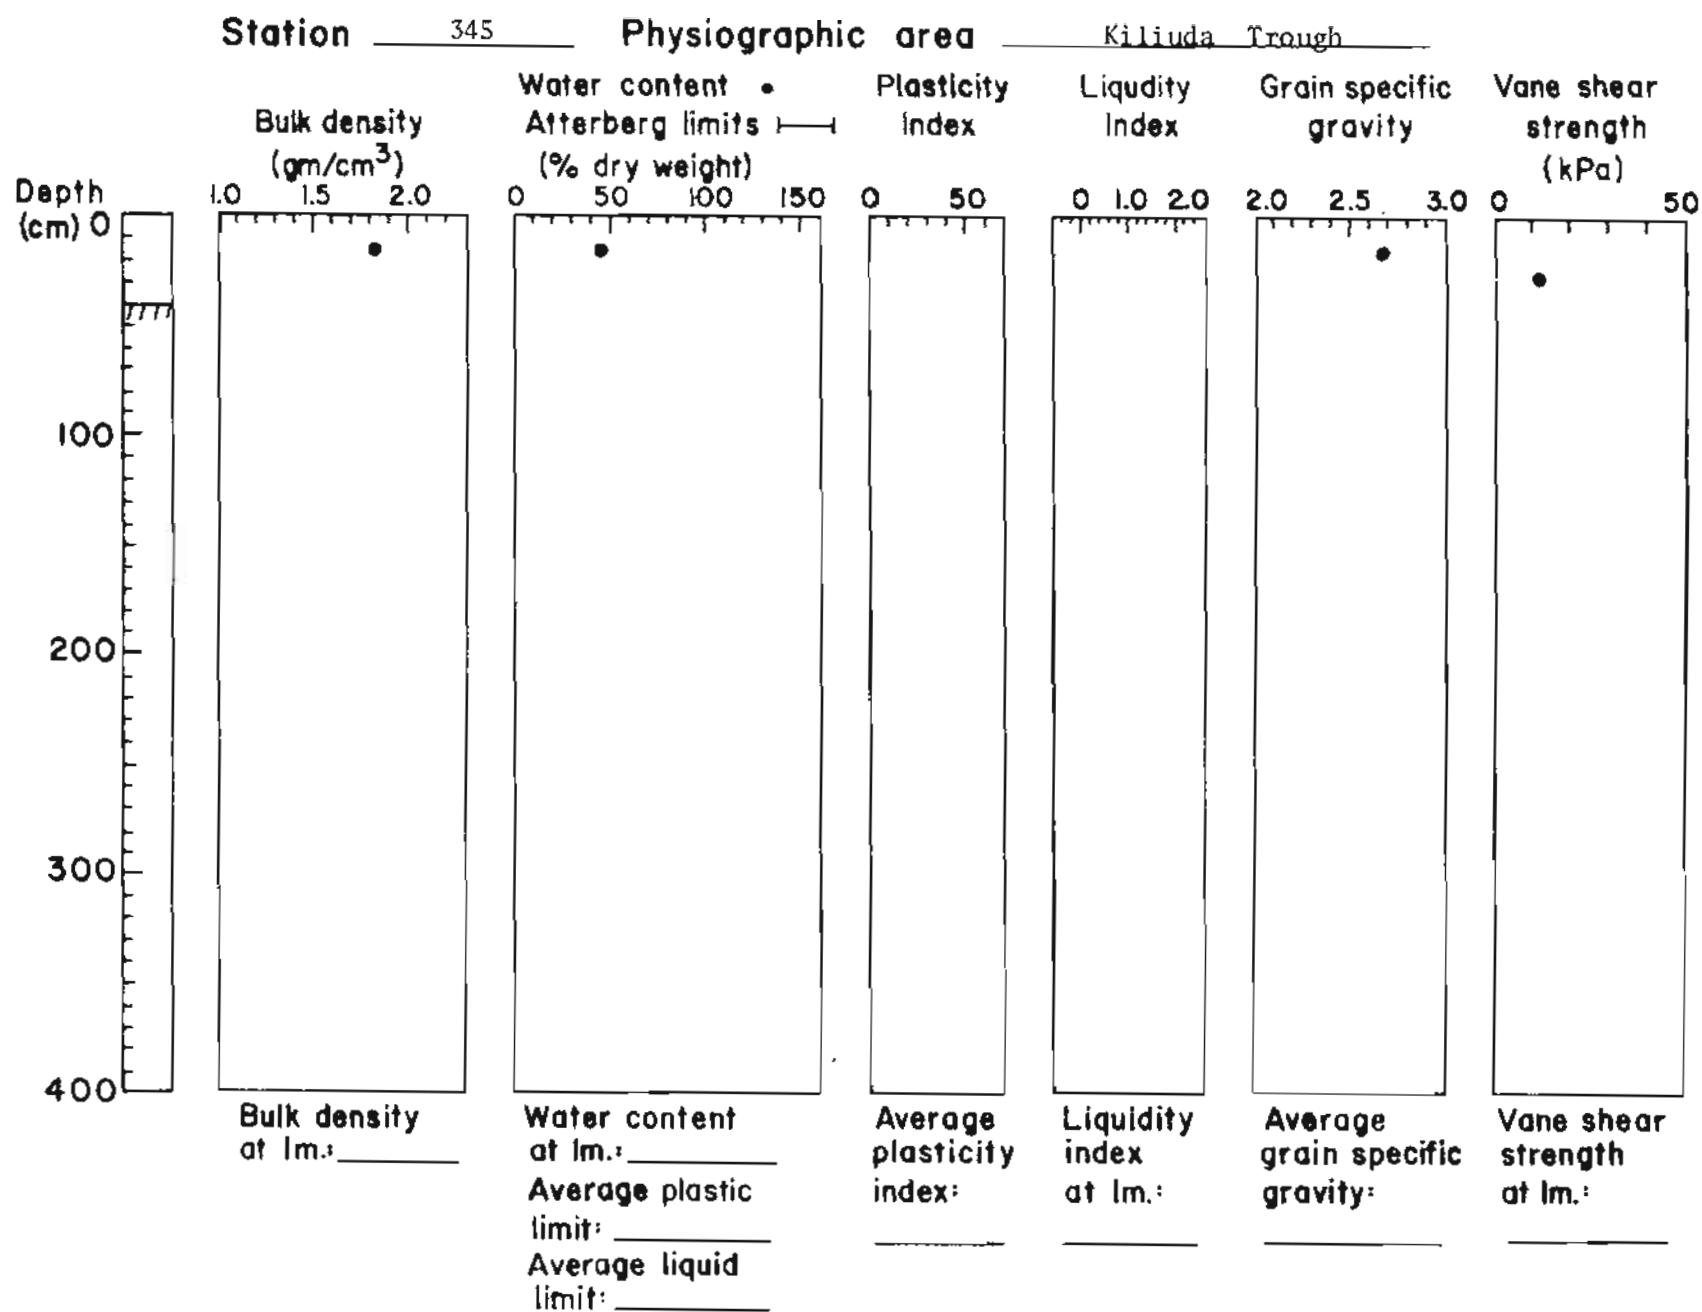 Station 345 Physiographic area Kiliuda Trough
Water content • Plasticity Liqudity Grain specific Vane shear
Bulk density Atterberg limits Index Index gravity strength
(gm/cm³) (% dry weight) (kPa)
Depth 1.0 1.5 2.0 0 50 100 150 0 50 0 1.0 2.0 2.0 2.5 3.0 0 50
(cm) 0
100
200
300
400
Bulk density Water content Average Liquidity Average Vane shear
at 1m.: at 1m.: plasticity index grain specific strength
Average plastic index: at 1m.: gravity: at 1m.:
limit:
Average liquid
limit: